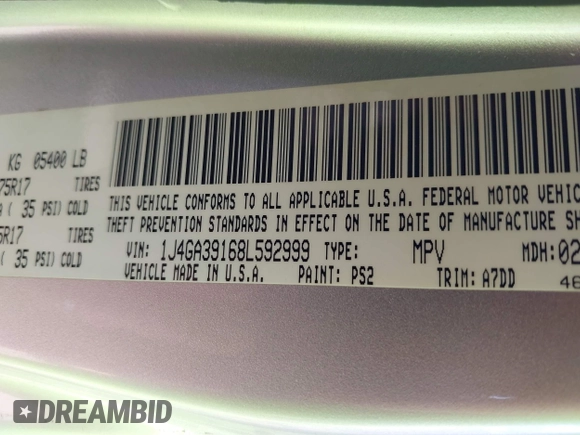 KG 05400 LB
75R17 TIRES
( 35 PSI) COLD
5R17 TIRES
( 35 PSI) COLD
THIS VEHICLE CONFORMS TO ALL APPLICABLE U.S.A. FEDERAL MOTOR VEHIC
THEFT PREVENTION STANDARDS IN EFFECT ON THE DATE OF MANUFACTURE SH
VIN: 1J4GA39168L592999 TYPE: MPV MDH: 02
VEHICLE MADE IN U.S.A. PAINT: PS2 TRIM: A7DD 46
DREAMBID